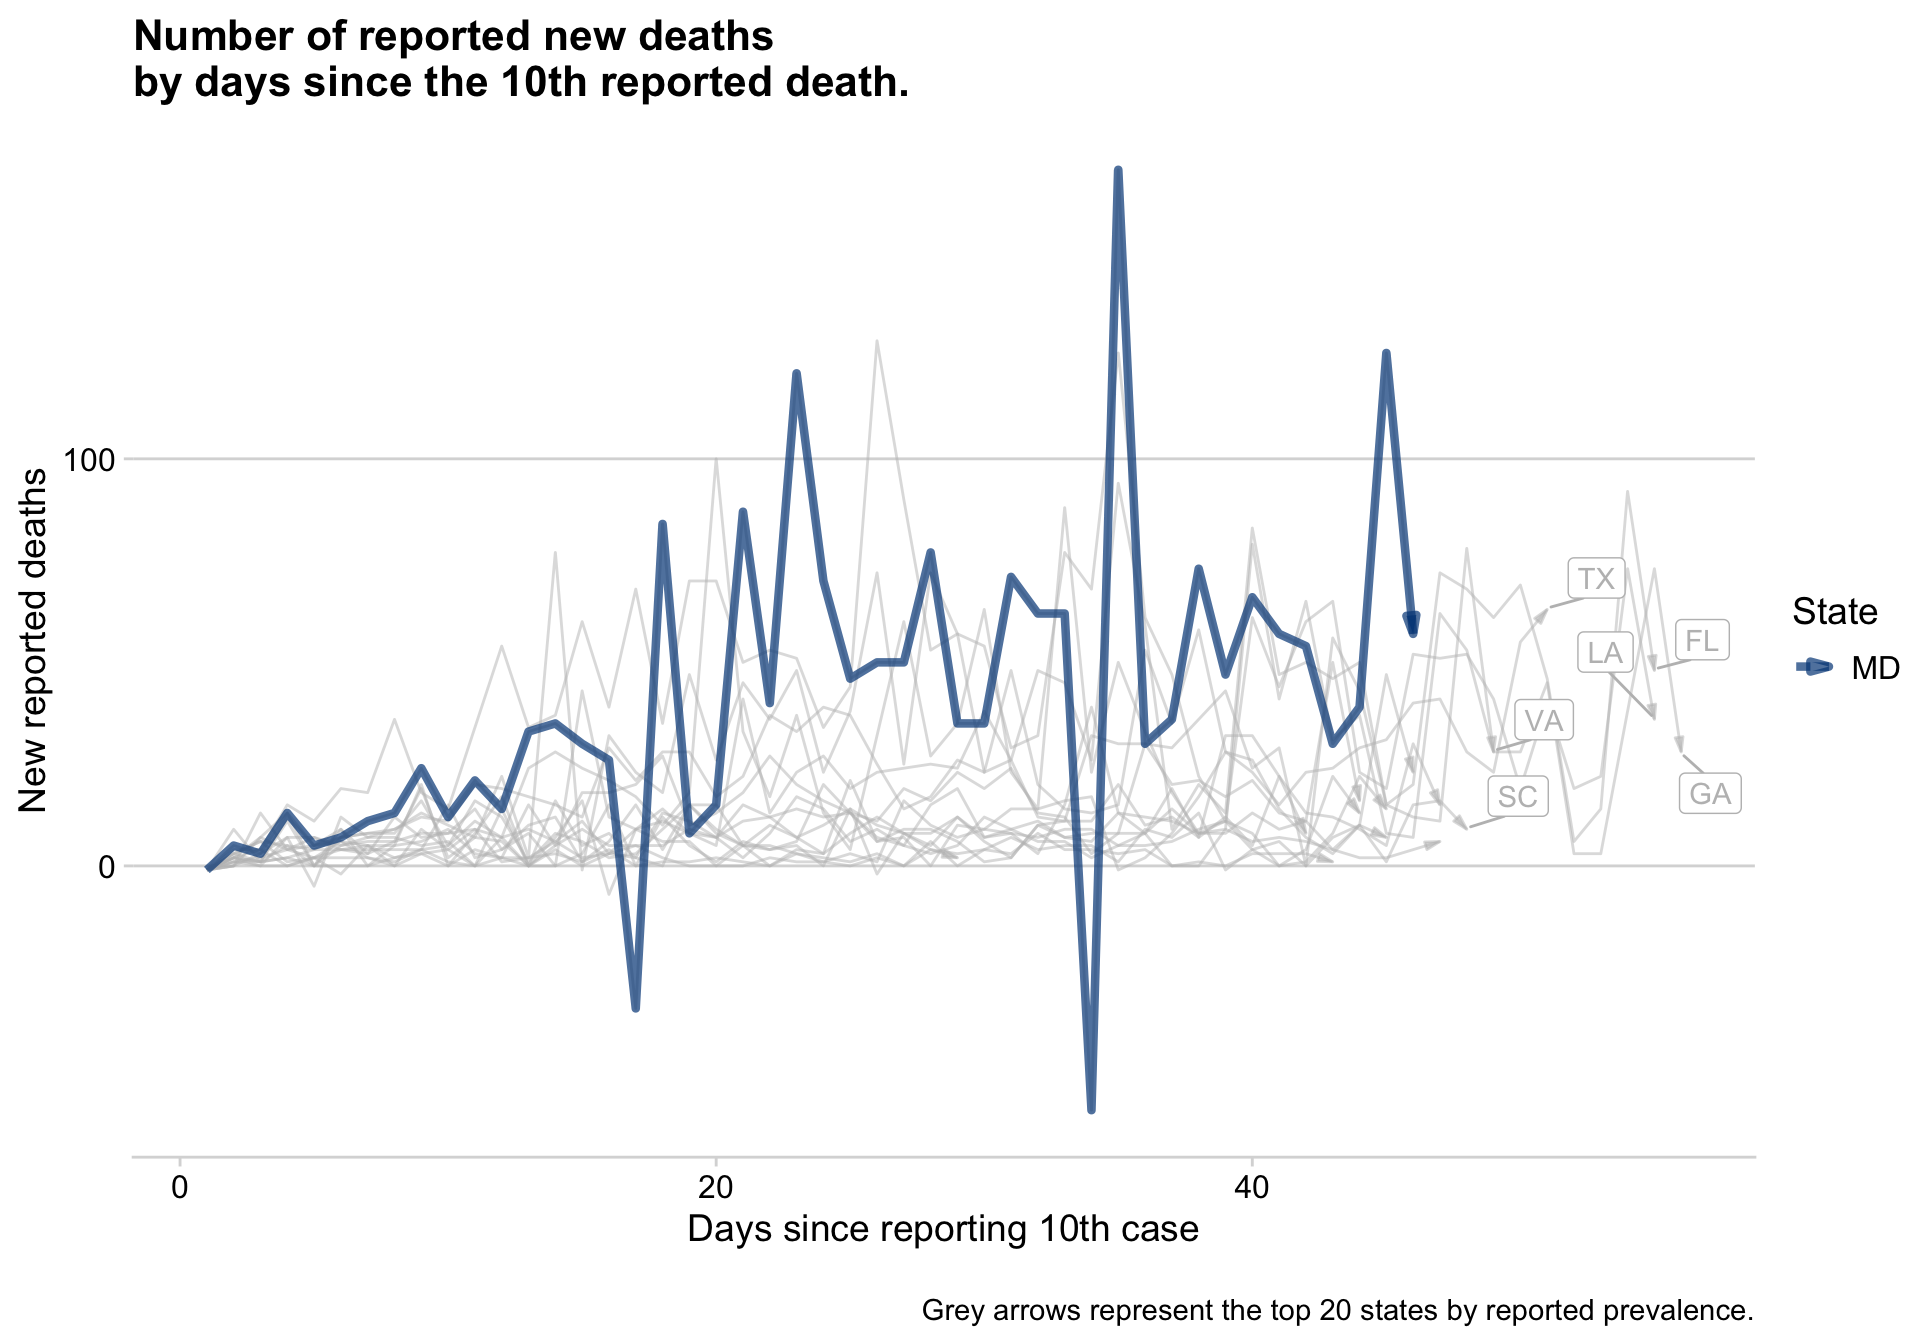 Number of reported new deaths
by days since the 10th reported death.
New reported deaths
100
0
TX
FL
LA
VA
SC
GA
State
MD
0
20
40
Days since reporting 10th case
Grey arrows represent the top 20 states by reported prevalence.